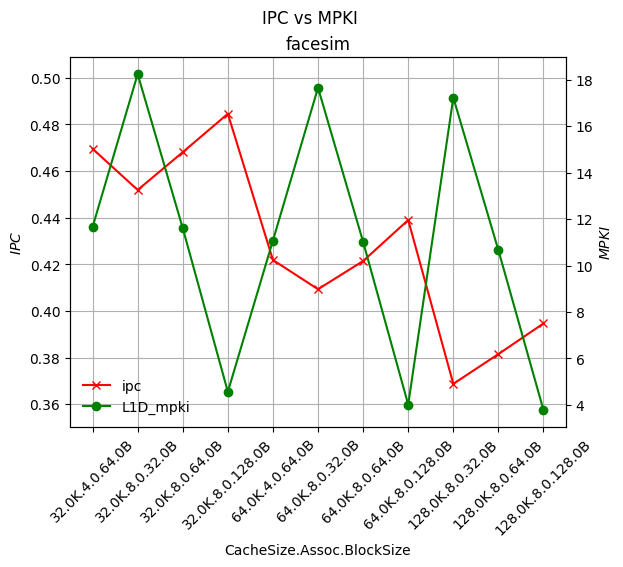 IPC vs MPKI
facesim
0.50
0.48
0.46
0.44
0.42
0.40
0.38
0.36
IPC
18
16
14
12
10
8
6
4
MPKI
ipc
L1D_mpki
32.0K.4.0.64.0B
32.0K.8.0.32.0B
32.0K.8.0.64.0B
32.0K.8.0.128.0B
64.0K.4.0.64.0B
64.0K.8.0.32.0B
64.0K.8.0.64.0B
64.0K.8.0.128.0B
128.0K.8.0.32.0B
128.0K.8.0.64.0B
128.0K.8.0.128.0B
CacheSize.Assoc.BlockSize